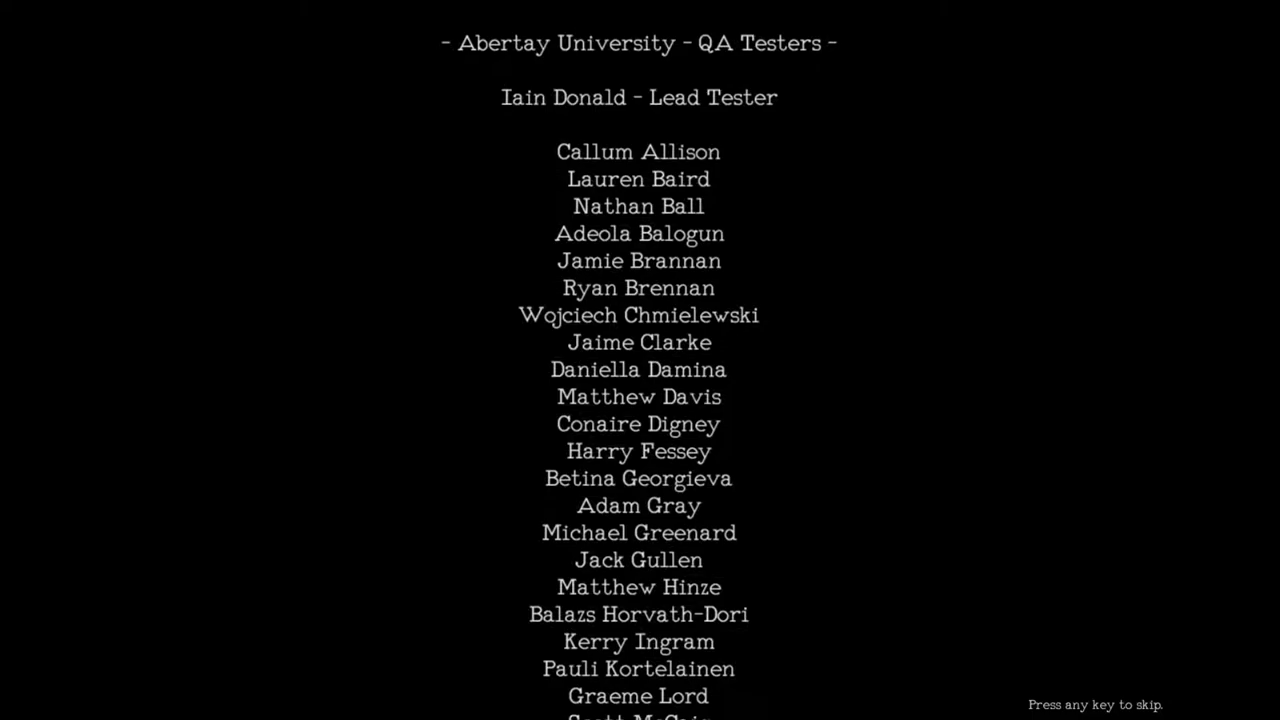 - Abertay University - QA Testers -
Iain Donald - Lead Tester
Callum Allison
Lauren Baird
Nathan Ball
Adeola Balogun
Jamie Brannan
Ryan Brennan
Wojciech Chmielewski
Jaime Clarke
Daniella Damina
Matthew Davis
Conaire Digney
Harry Fessey
Betina Georgieva
Adam Gray
Michael Greenard
Jack Gullen
Matthew Hinze
Balazs Horvath-Dori
Kerry Ingram
Pauli Kortelainen
Graeme Lord
Press any key to skip.